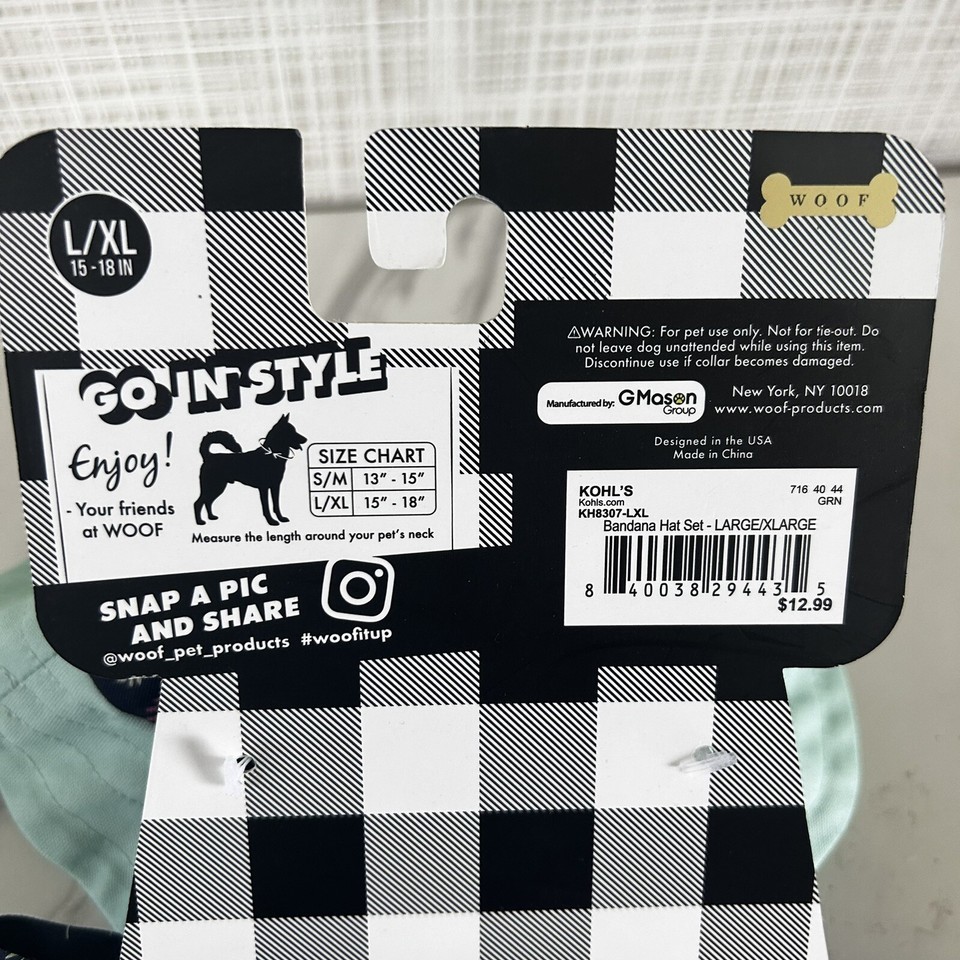 L/XL
15 - 18 IN
WOOF
GO IN STYLE
Enjoy!
- Your friends
at WOOF
SIZE CHART
S/M 13" - 15"
L/XL 15" - 18"
Measure the length around your pet's neck
SNAP A PIC
AND SHARE
@woof_pet_products #woofitup
⚠WARNING: For pet use only. Not for tie-out. Do
not leave dog unattended while using this item.
Discontinue use if collar becomes damaged.
Manufactured by: GMason Group
New York, NY 10018
www.woof-products.com
Designed in the USA
Made in China
KOHL'S 716 40 44
Kohls.com GRN
KH8307-LXL
Bandana Hat Set - LARGE/XLARGE
8 40038 29443 5
$12.99